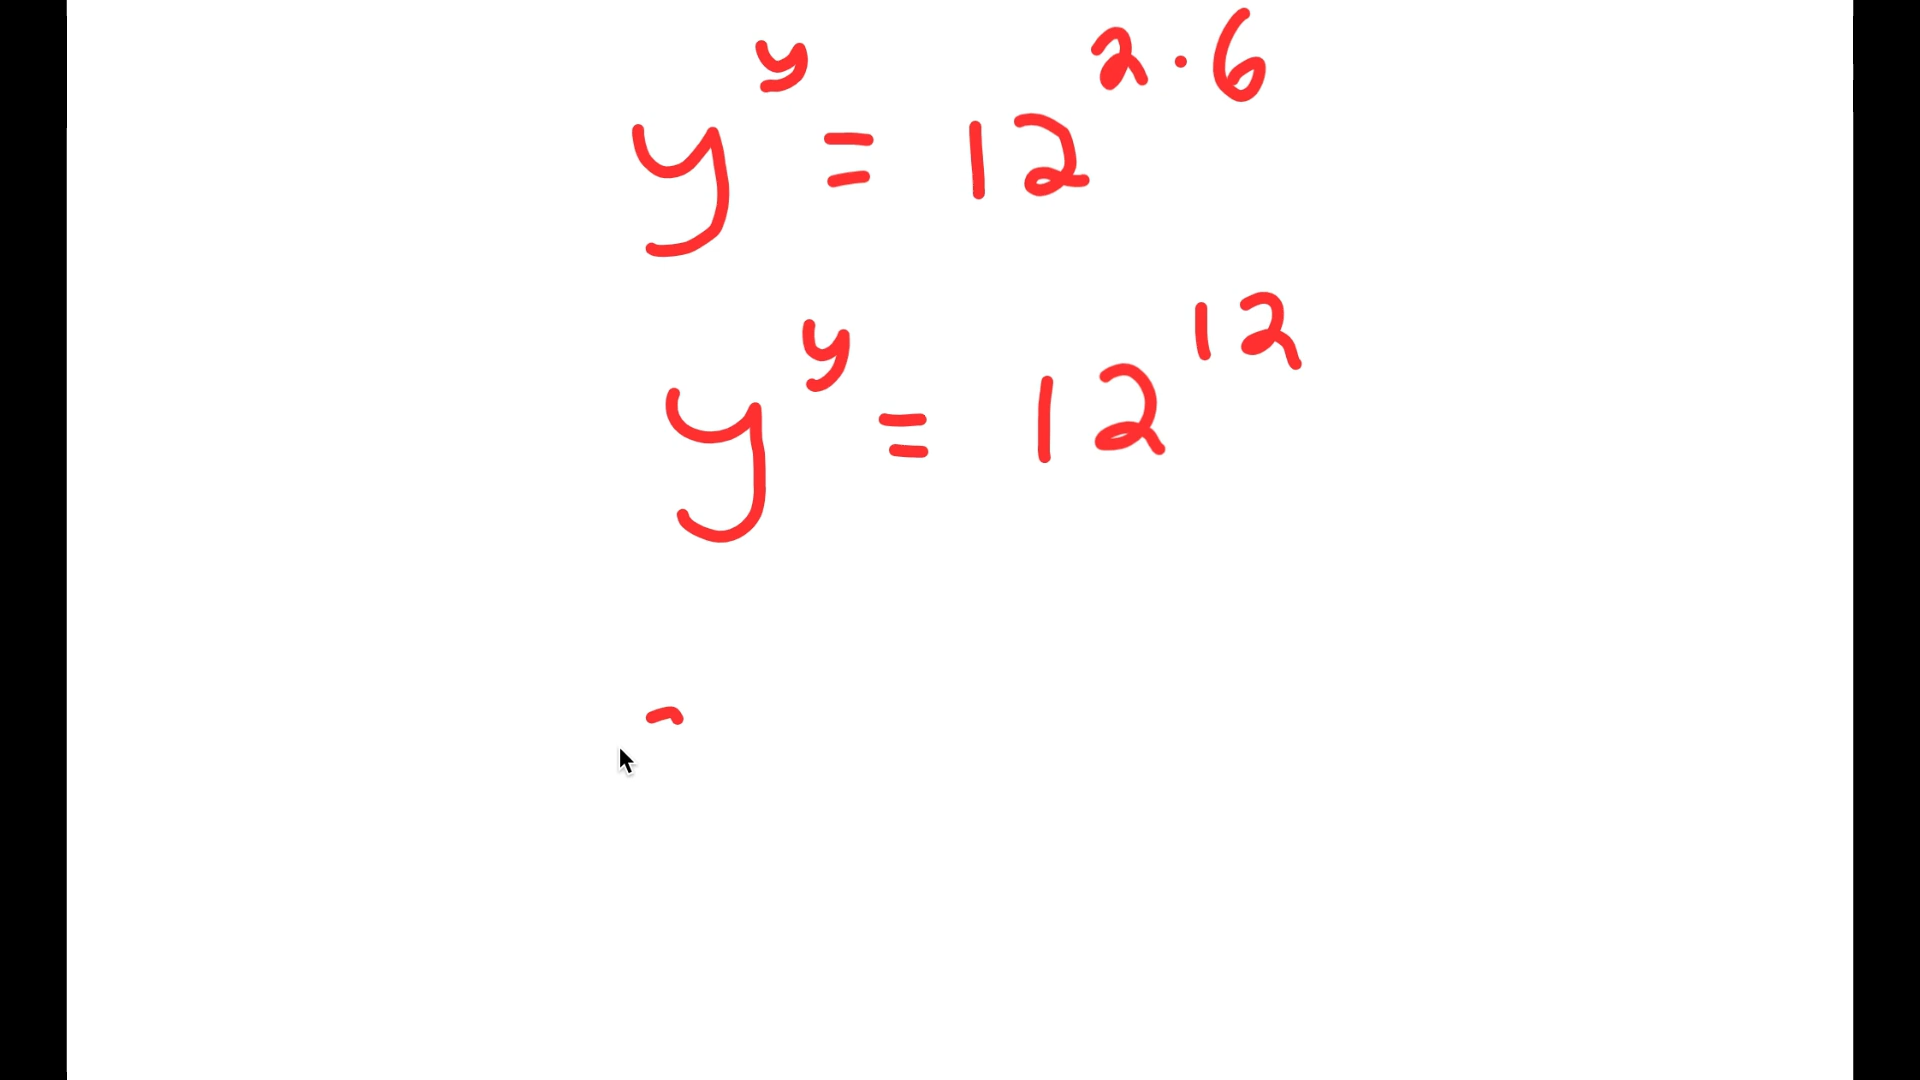 y^y = 12^{2·6}
y^y = 12^{12}